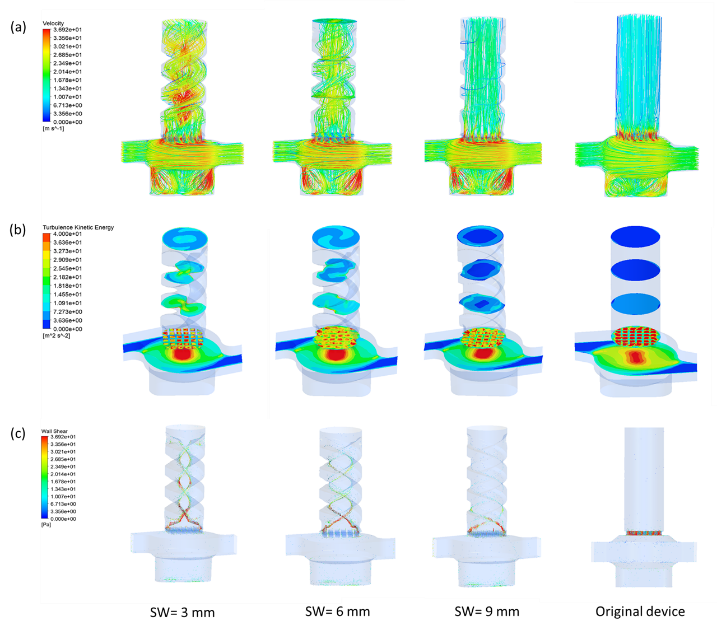 (a)
Velocity
3.692e+01
3.356e+01
3.021e+01
2.685e+01
2.349e+01
2.014e+01
1.678e+01
1.343e+01
1.007e+01
6.713e+00
3.356e+00
0.000e+00
[m s^-1]
(b)
Turbulence Kinetic Energy
4.000e+01
3.636e+01
3.273e+01
2.909e+01
2.545e+01
2.182e+01
1.818e+01
1.455e+01
1.091e+01
7.273e+00
3.636e+00
0.000e+00
[m^2 s^-2]
(c)
Wall Shear
3.692e+01
3.356e+01
3.021e+01
2.685e+01
2.349e+01
2.014e+01
1.678e+01
1.343e+01
1.007e+01
6.713e+00
3.356e+00
0.000e+00
[Pa]
SW= 3 mm SW= 6 mm SW= 9 mm Original device